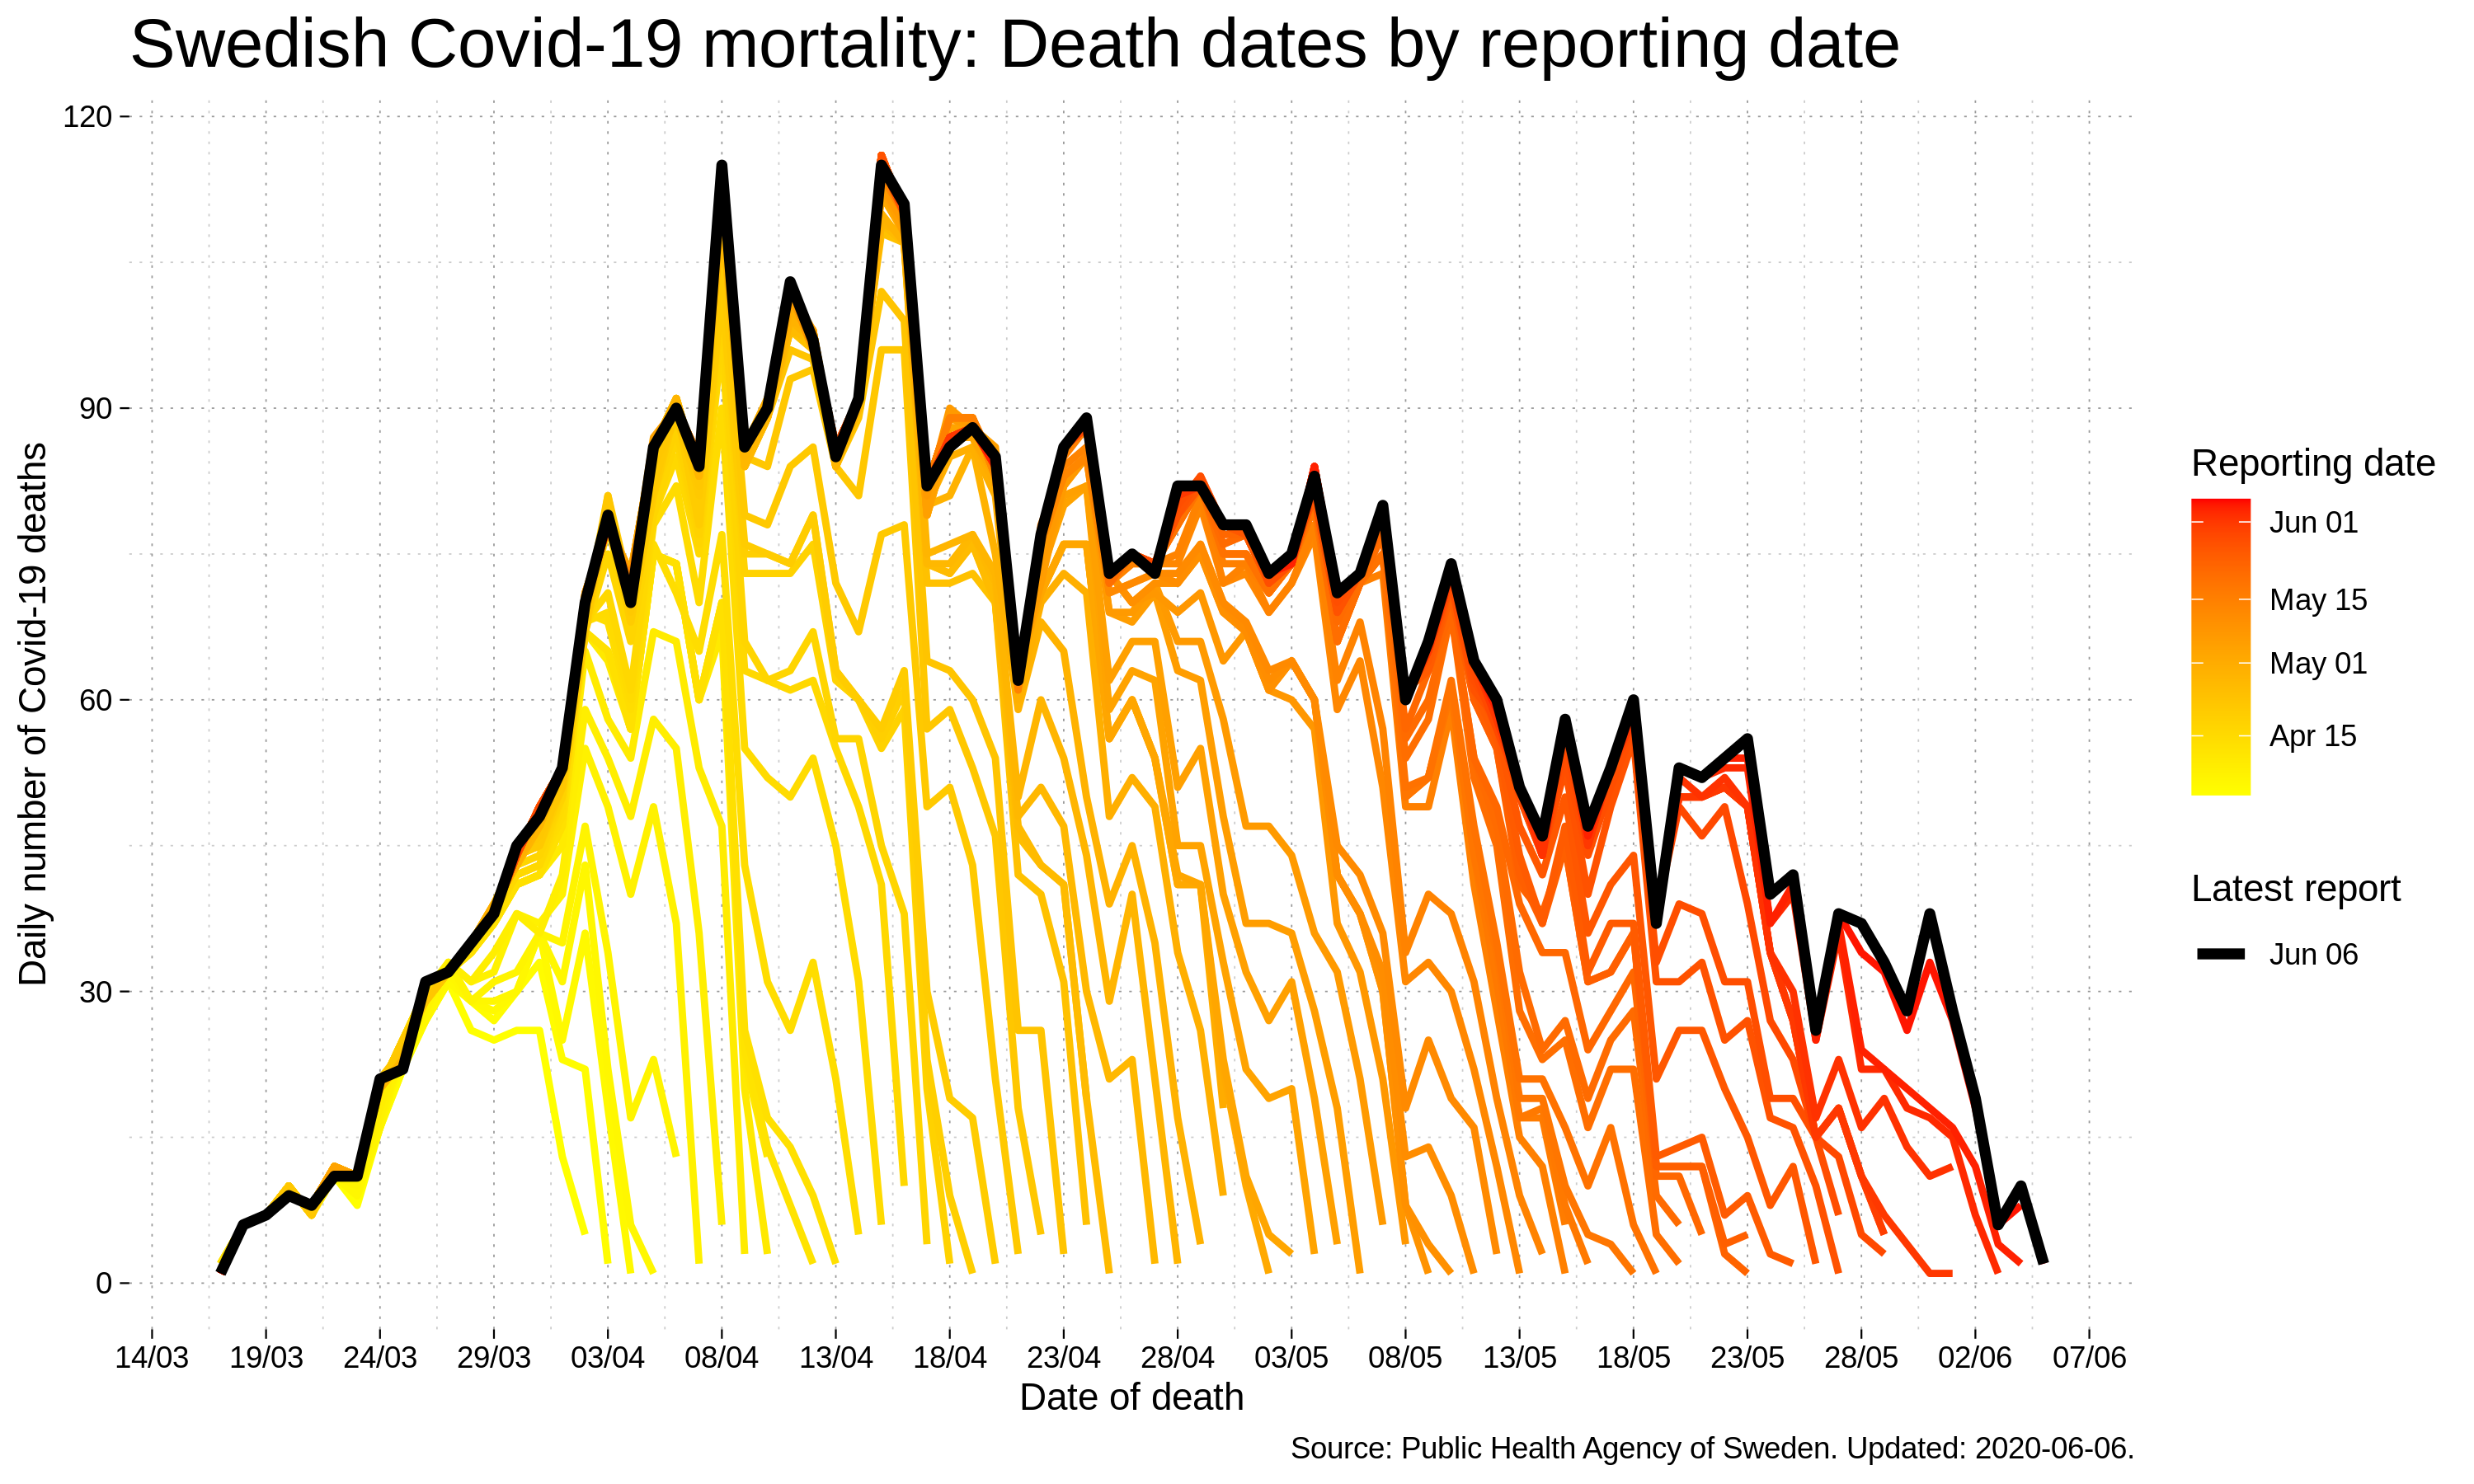 Swedish Covid-19 mortality: Death dates by reporting date
Daily number of Covid-19 deaths
120
90
60
30
0
14/03 19/03 24/03 29/03 03/04 08/04 13/04 18/04 23/04 28/04 03/05 08/05 13/05 18/05 23/05 28/05 02/06 07/06
Date of death
Reporting date
Jun 01
May 15
May 01
Apr 15
Latest report
Jun 06
Source: Public Health Agency of Sweden. Updated: 2020-06-06.